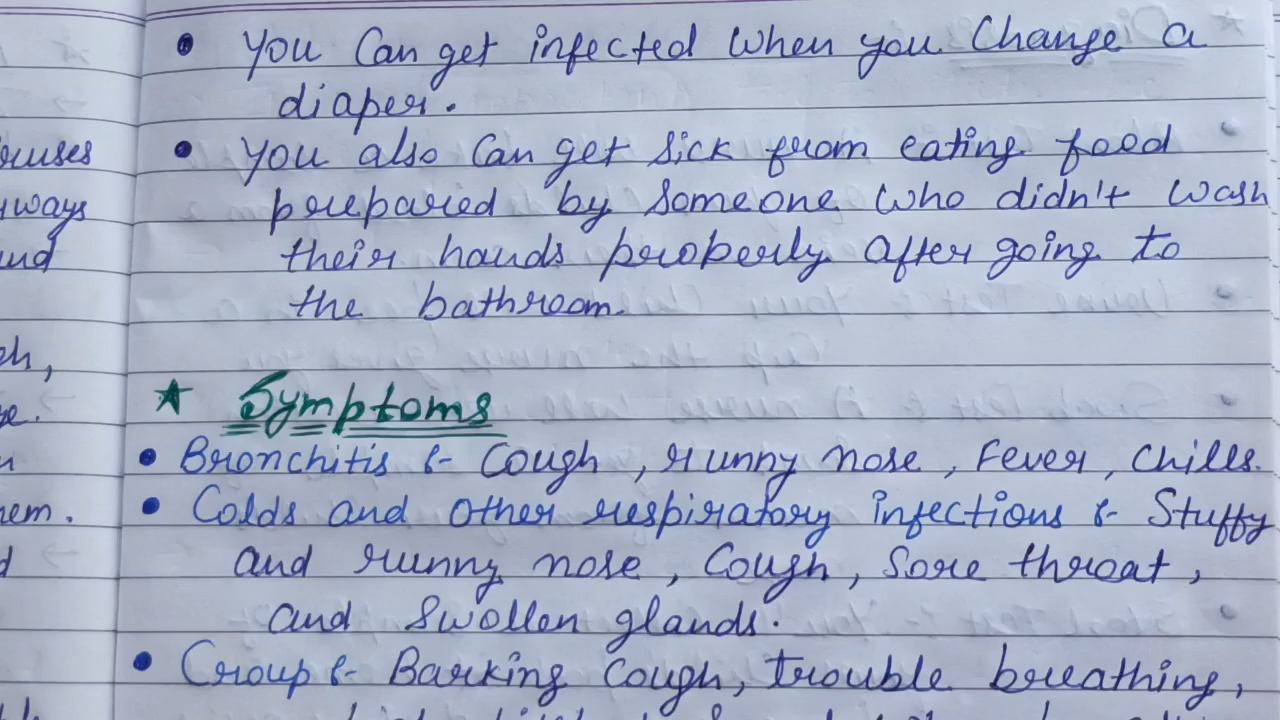 • You Can get infected when you Change a
diaper.
• You also Can get Sick from eating food
prepared by Someone who didn't wash
their hands properly after going to
the bathroom.
★ Symptoms
• Bronchitis :- Cough, runny nose, Fever, Chills.
• Colds and other respiratory infections :- Stuffy
and runny nose, Cough, Sore throat,
and Swollen glands.
• Croup :- Barking Cough, trouble breathing,
ways